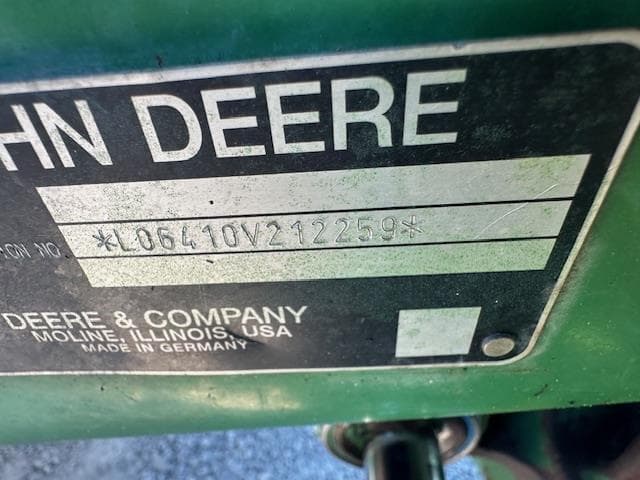 HN DEERE
ON NO. *L06410V212259*
DEERE & COMPANY
MOLINE, ILLINOIS, USA
MADE IN GERMANY